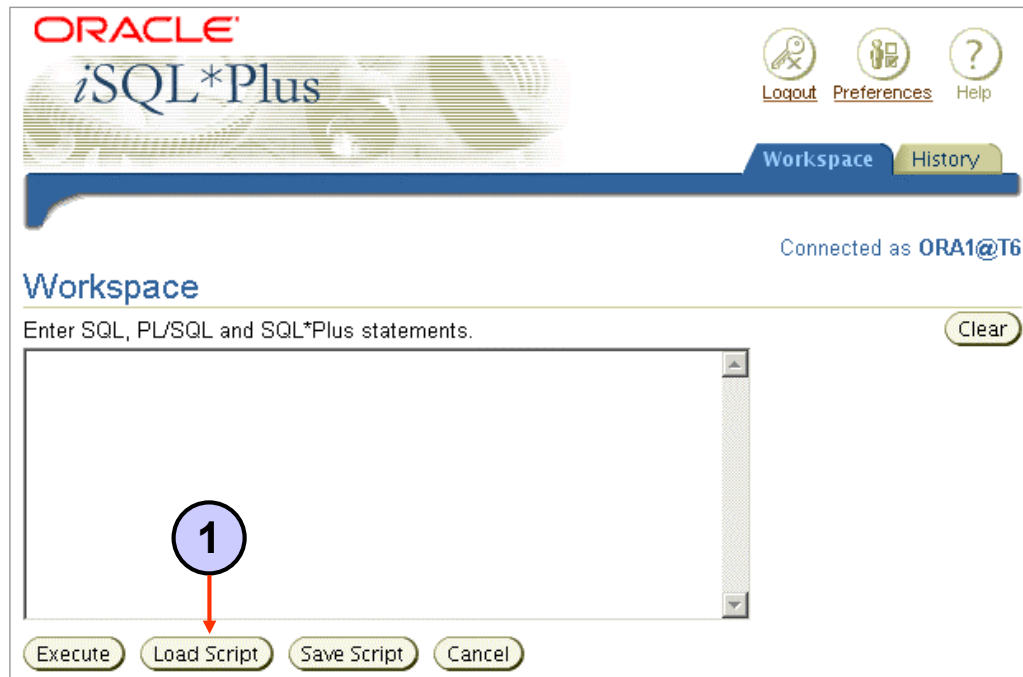 ORACLE
iSQL*Plus
Logout Preferences Help
Workspace History
Connected as ORA1@T6
Workspace
Enter SQL, PL/SQL and SQL*Plus statements.
Clear
1
Execute Load Script Save Script Cancel